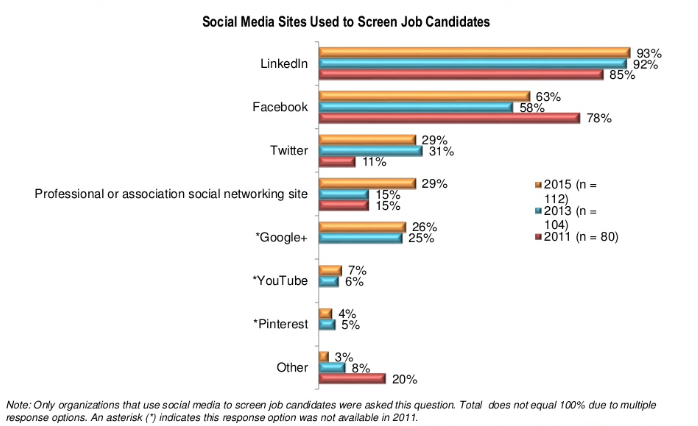 Social Media Sites Used to Screen Job Candidates
LinkedIn
93%
92%
85%
Facebook
63%
58%
78%
Twitter
29%
31%
11%
Professional or association social networking site
29%
15%
15%
*Google+
26%
25%
*YouTube
7%
6%
*Pinterest
4%
5%
Other
3%
8%
20%
2015 (n =
112)
2013 (n =
104)
2011 (n = 80)
Note: Only organizations that use social media to screen job candidates were asked this question. Total does not equal 100% due to multiple
response options. An asterisk (*) indicates this response option was not available in 2011.